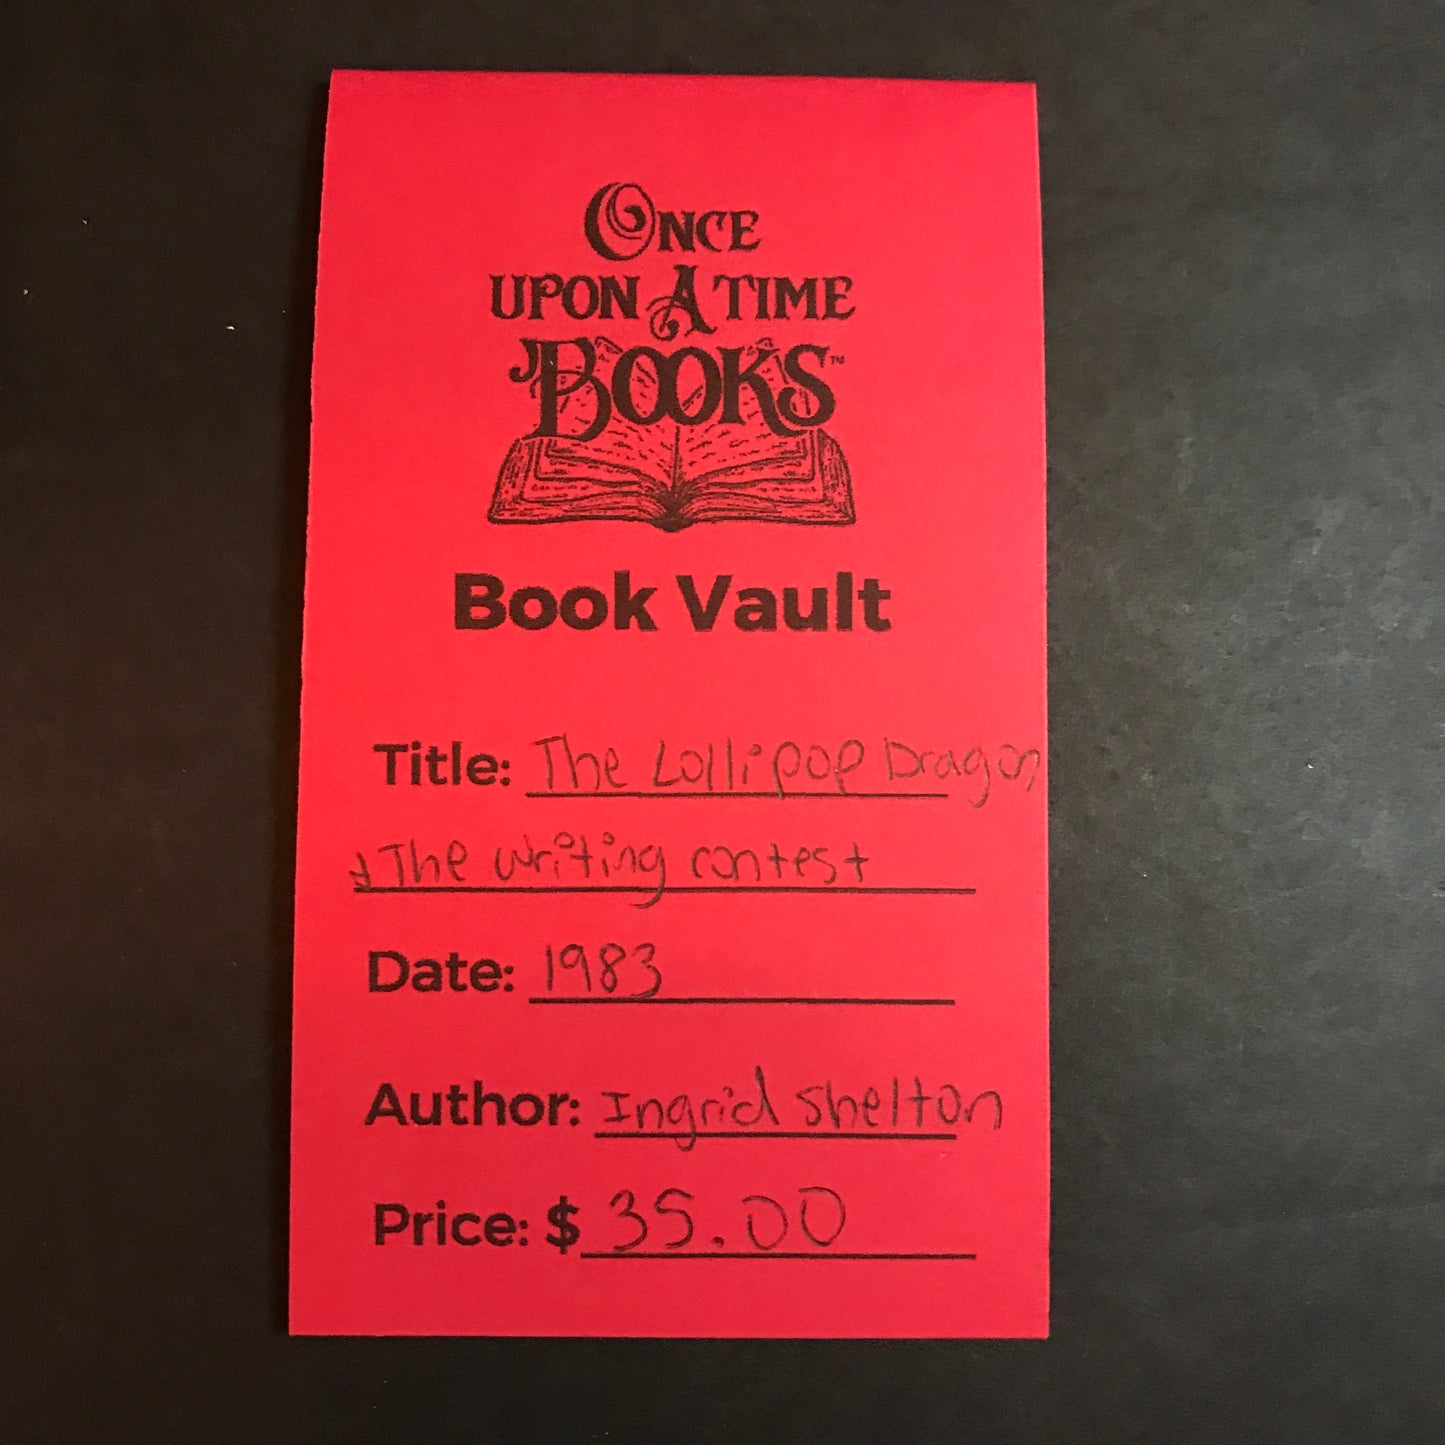 ONCE
UPON A TIME
BOOKS™
Book Vault
Title: The Lollipop Dragon
& The writing contest
Date: 1983
Author: Ingrid Shelton
Price: $ 35.00